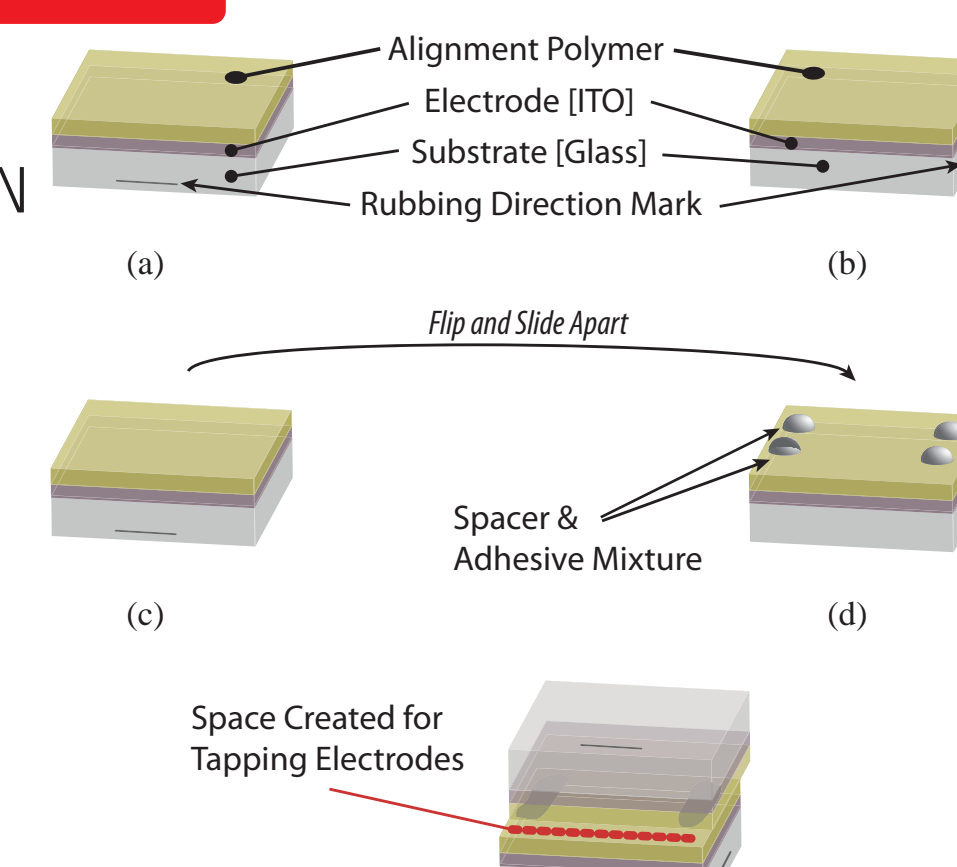 Alignment Polymer
Electrode [ITO]
Substrate [Glass]
N
Rubbing Direction Mark
(a)
(b)
Flip and Slide Apart
Spacer &
Adhesive Mixture
(c)
(d)
Space Created for
Tapping Electrodes